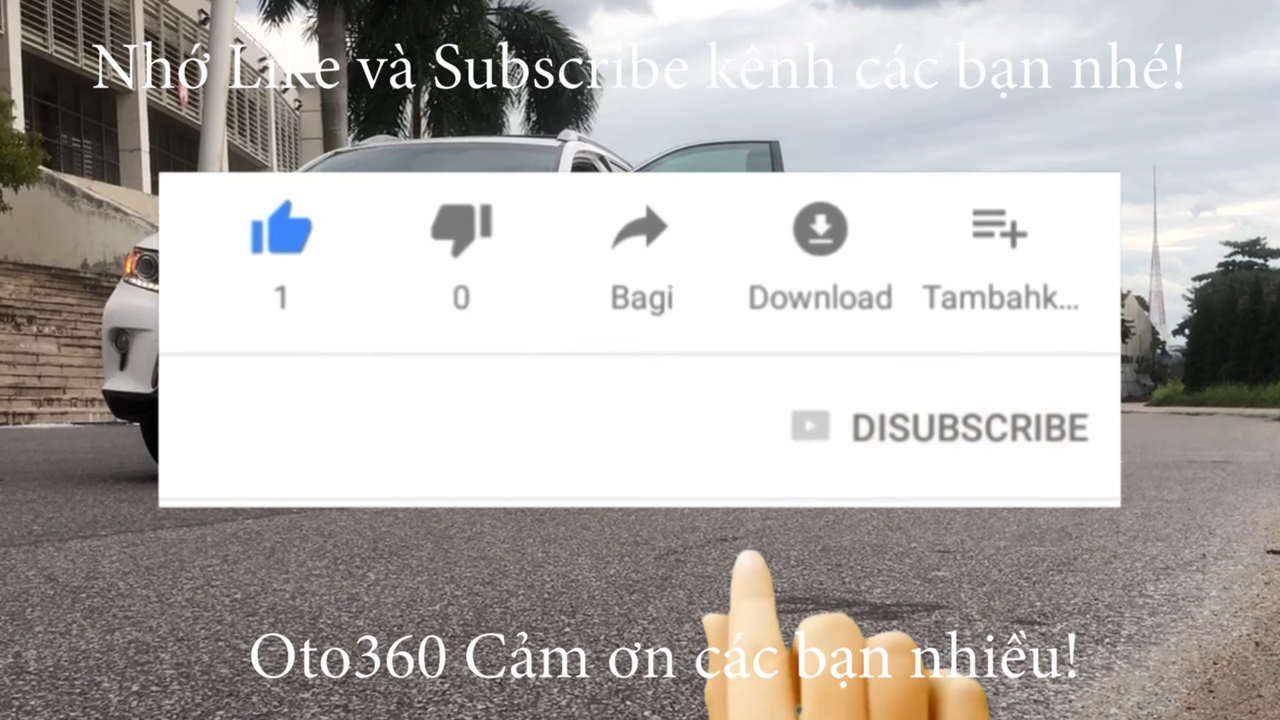 Nhớ Like và Subscribe kênh các bạn nhé!
1 0 Bagi Download Tambahk...
DISUBSCRIBE
Oto360 Cảm ơn các bạn nhiều!